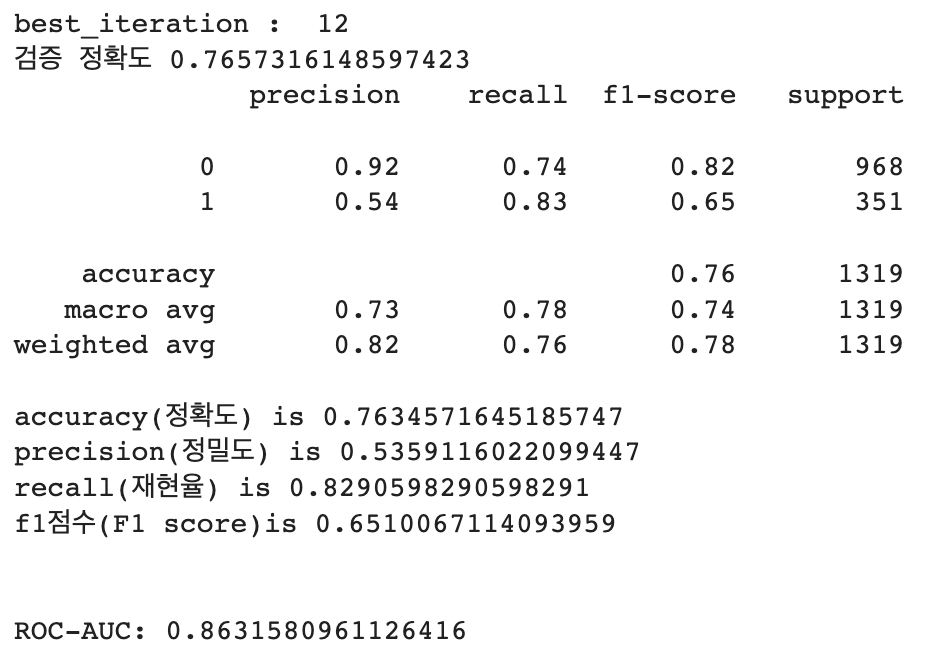 best_iteration :  12
검증 정확도 0.7657316148597423
precision recall f1-score support
0 0.92 0.74 0.82 968
1 0.54 0.83 0.65 351
accuracy 0.76 1319
macro avg 0.73 0.78 0.74 1319
weighted avg 0.82 0.76 0.78 1319
accuracy(정확도) is 0.7634571645185747
precision(정밀도) is 0.5359116022099447
recall(재현율) is 0.8290598290598291
f1점수(F1 score)is 0.6510067114093959
ROC-AUC: 0.8631580961126416